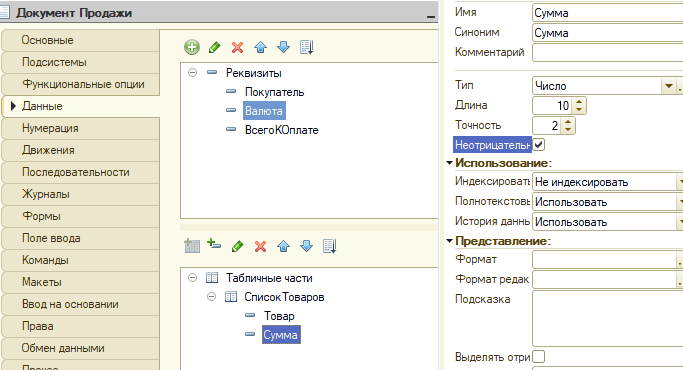 Документ Продажи
Основные
Подсистемы
Функциональные опции
Данные
Нумерация
Движения
Последовательности
Журналы
Формы
Поле ввода
Команды
Макеты
Ввод на основании
Права
Обмен данными
Прочее
Реквизиты
Покупатель
Валюта
ВсегоКОплате
Табличные части
СписокТоваров
Товар
Сумма
Имя Сумма
Синоним Сумма
Комментарий
Тип Число
Длина 10
Точность 2
Неотрицательн
Использование:
Индексировать Не индексировать
Полнотекстовь Использовать
История данны Использовать
Представление:
Формат
Формат редак
Подсказка
Выделять отри